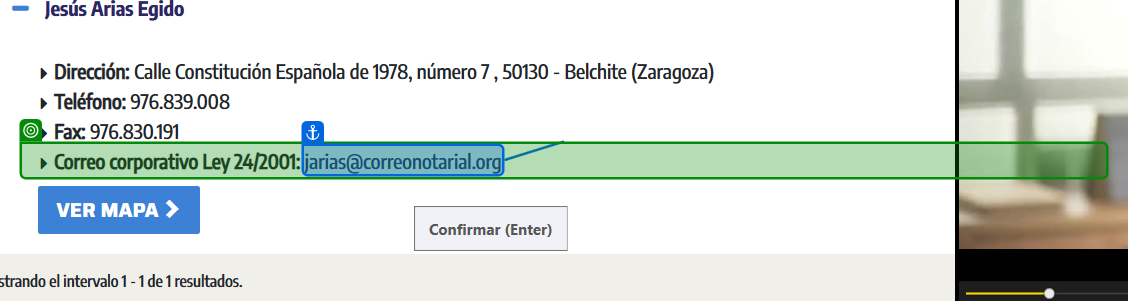 Jesús Arias Egido
Dirección: Calle Constitución Española de 1978, número 7 , 50130 - Belchite (Zaragoza)
Teléfono: 976.839.008
Fax: 976.830.191
Correo corporativo Ley 24/2001: jarias@correonotarial.org
VER MAPA
Confirmar (Enter)
strando el intervalo 1 - 1 de 1 resultados.